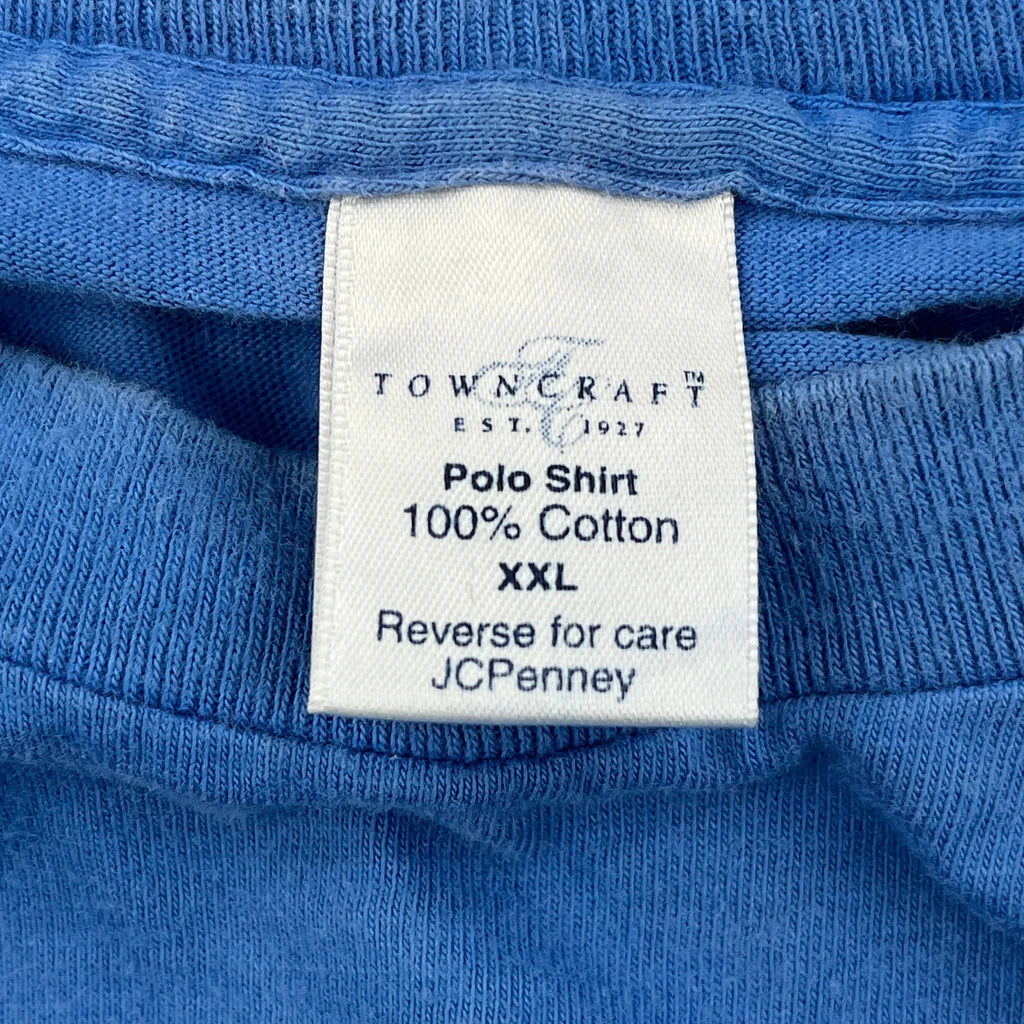 TOWNCRAFT™
EST. 1927
Polo Shirt
100% Cotton
XXL
Reverse for care
JCPenney